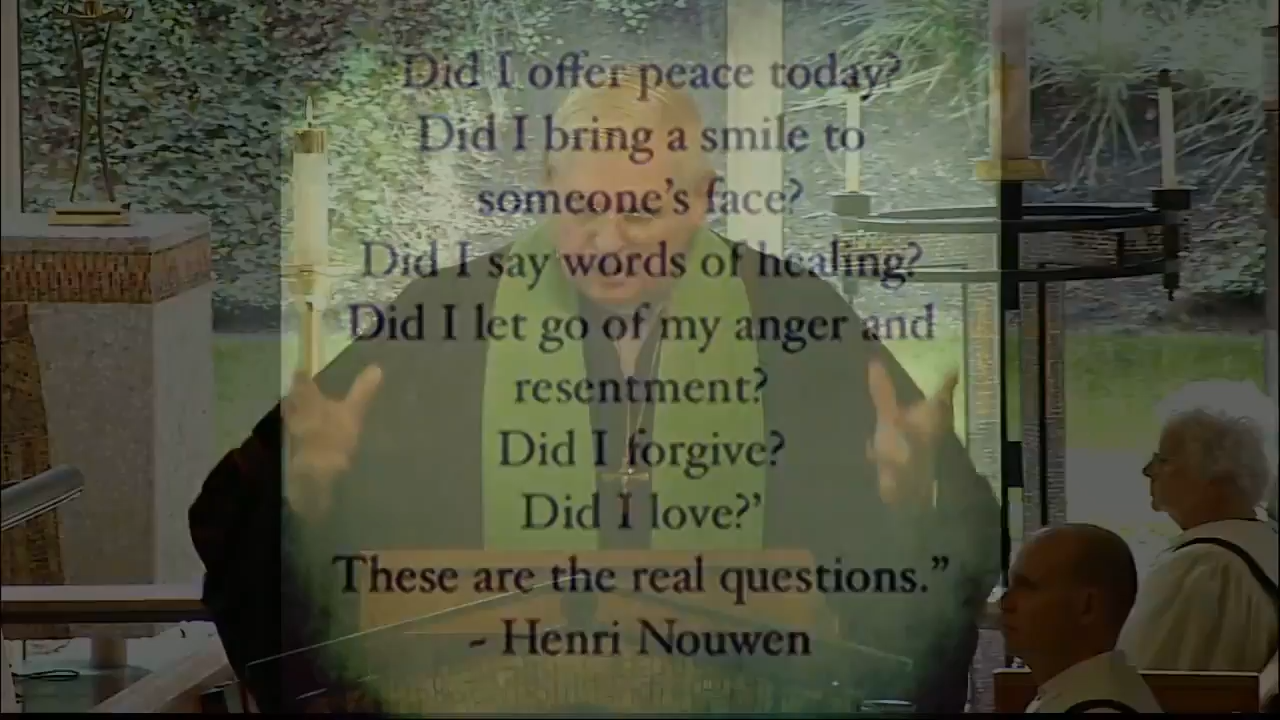 "Did I offer peace today?
Did I bring a smile to
someone's face?
Did I say words of healing?
Did I let go of my anger and
resentment?
Did I forgive?
Did I love?'
These are the real questions."
- Henri Nouwen